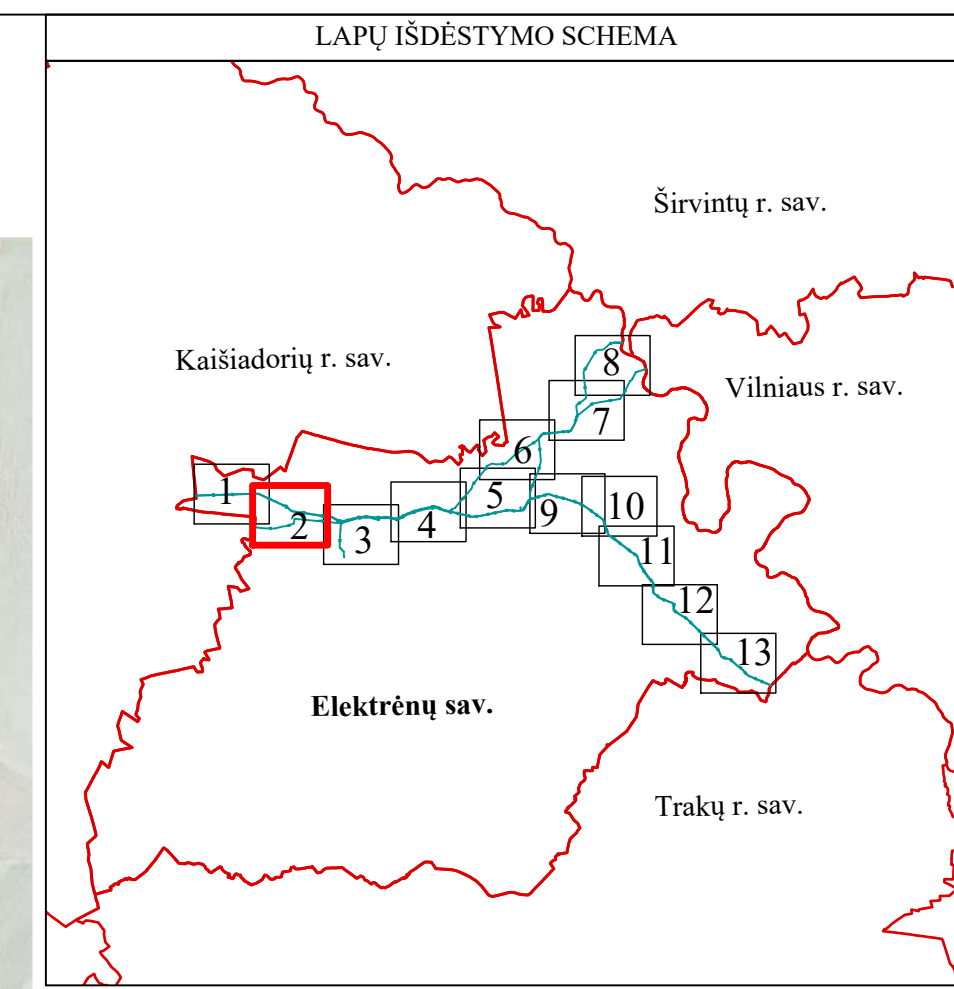 LAPŲ IŠDĖSTYMO SCHEMA
Širvintų r. sav.
Kaišiadorių r. sav.
Vilniaus r. sav.
8
7
6
1
5
10
2
4
9
3
11
12
13
Elektrėnų sav.
Trakų r. sav.